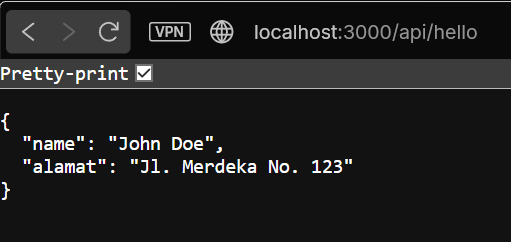 VPN
localhost:3000/api/hello
Pretty-print
{
  "name": "John Doe",
  "alamat": "Jl. Merdeka No. 123"
}